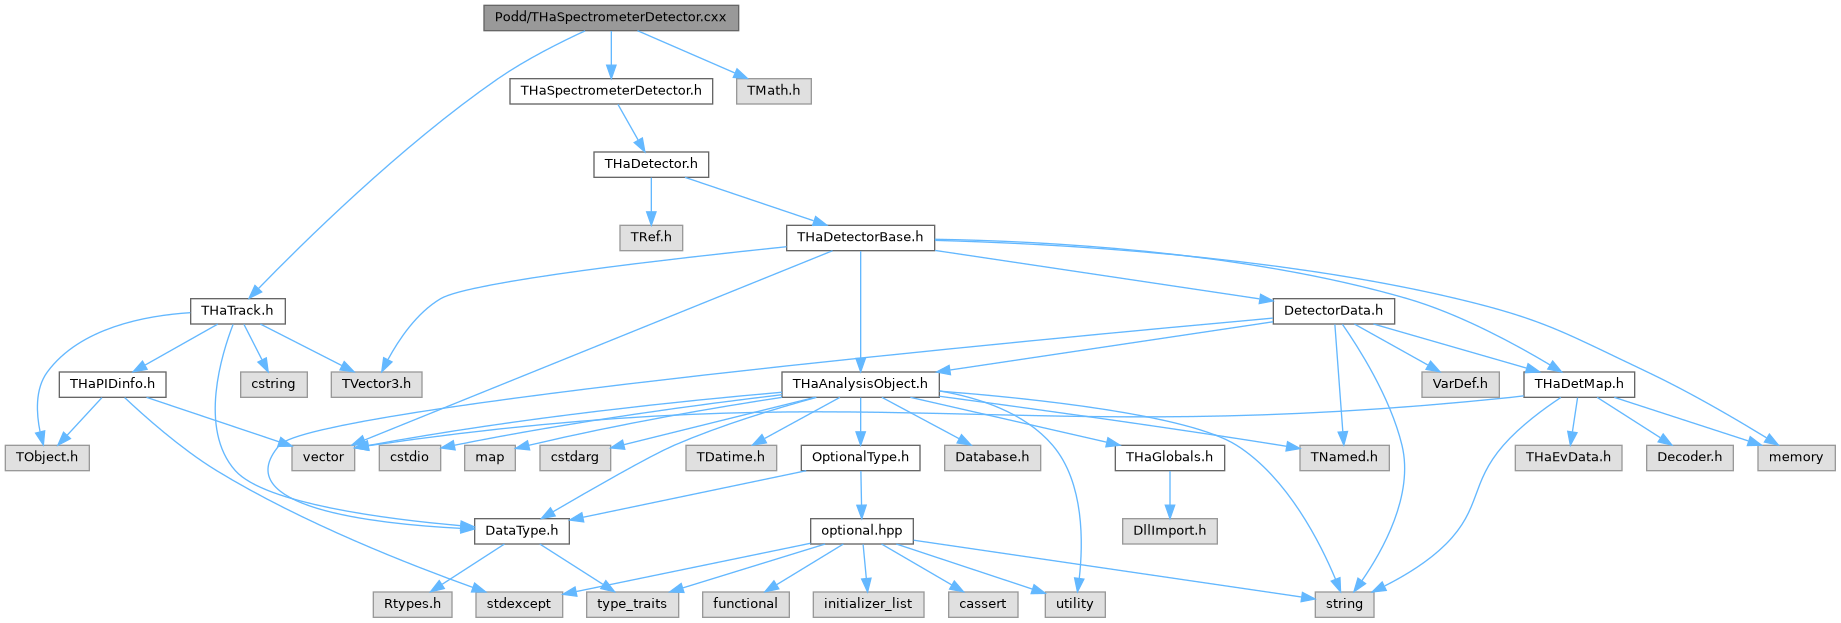 Podd/THaSpectrometerDetector.cxx
THaSpectrometerDetector.h
TMath.h
THaDetector.h
TRef.h
THaDetectorBase.h
THaTrack.h
DetectorData.h
THaPIDinfo.h
cstring
TVector3.h
THaAnalysisObject.h
VarDef.h
THaDetMap.h
TObject.h
vector
cstdio
map
cstdarg
TDatime.h
OptionalType.h
Database.h
THaGlobals.h
TNamed.h
THaEvData.h
Decoder.h
memory
DataType.h
optional.hpp
DllImport.h
Rtypes.h
stdexcept
type_traits
functional
initializer_list
cassert
utility
string